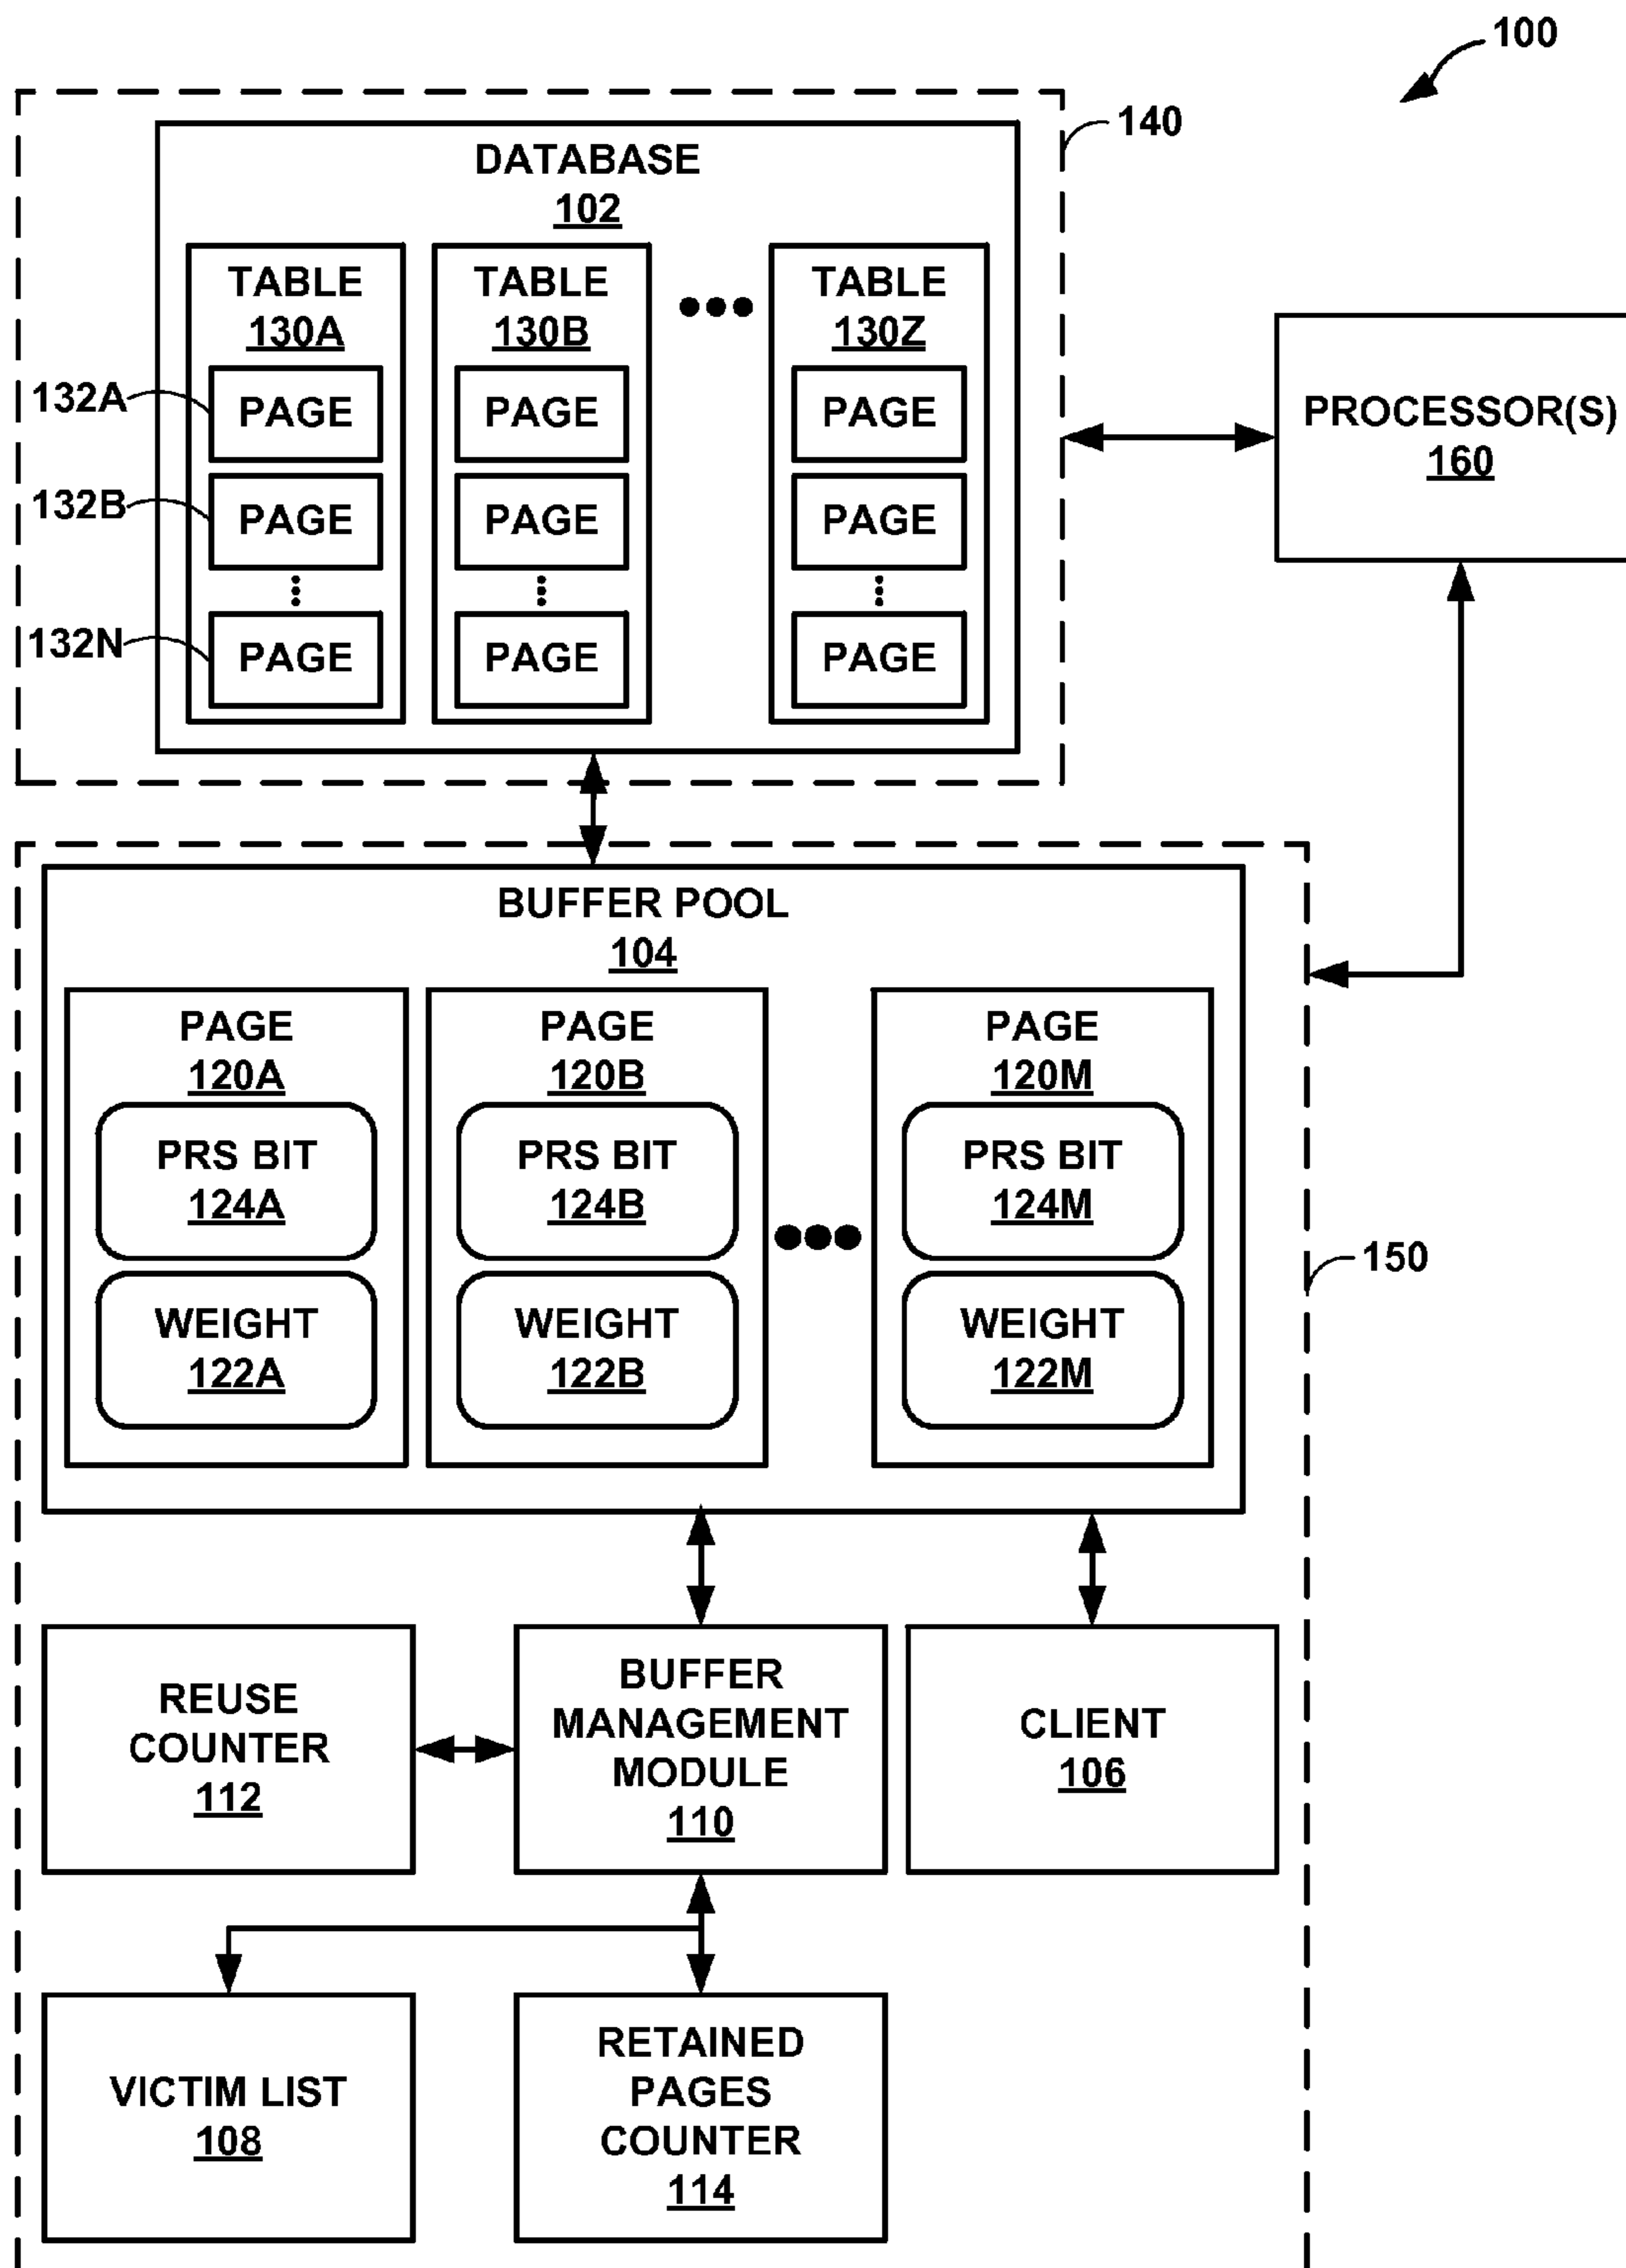 100
140
DATABASE
102
TABLE
130A
TABLE
130B
TABLE
130Z
132A
PAGE
PAGE
PAGE
132B
PAGE
PAGE
PAGE
132N
PAGE
PAGE
PAGE
PROCESSOR(S)
160
BUFFER POOL
104
PAGE
120A
PRS BIT
124A
WEIGHT
122A
PAGE
120B
PRS BIT
124B
WEIGHT
122B
PAGE
120M
PRS BIT
124M
WEIGHT
122M
150
REUSE
COUNTER
112
BUFFER
MANAGEMENT
MODULE
110
CLIENT
106
VICTIM LIST
108
RETAINED
PAGES
COUNTER
114